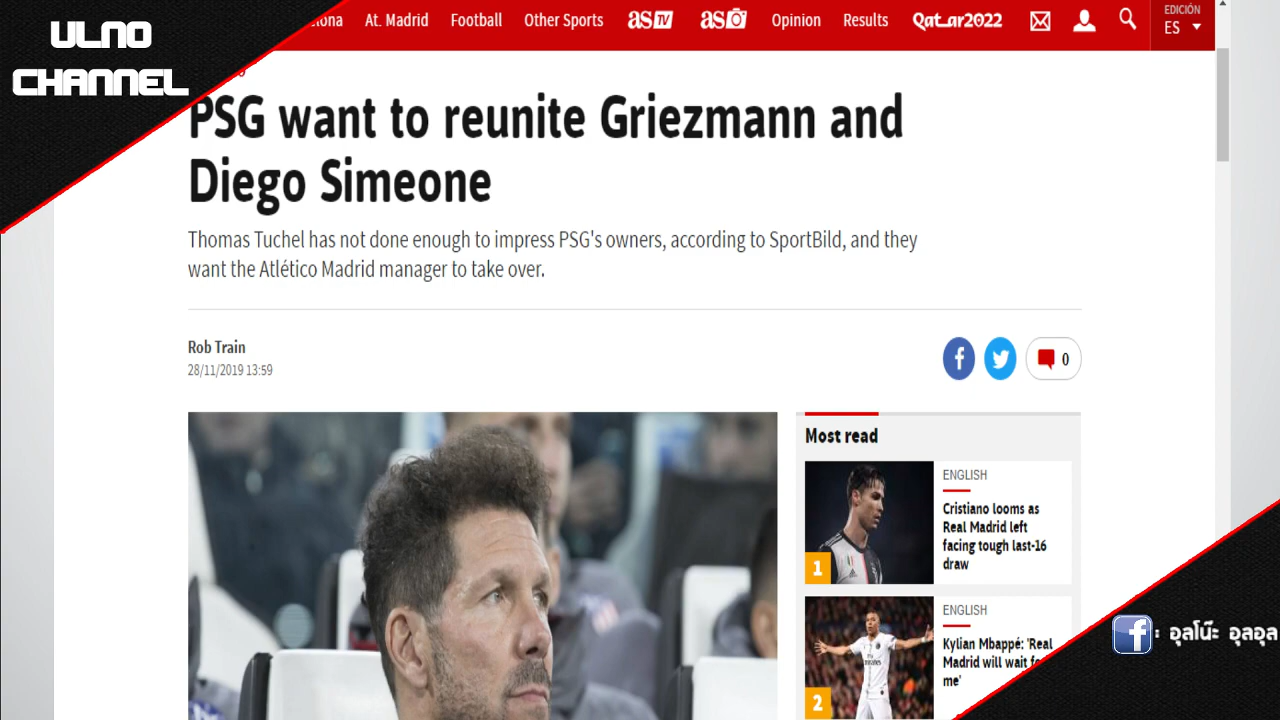 ULNO
CHANNEL
At. Madrid Football Other Sports as TV as Opinion Results Qatar2022 EDICIÓN
ES
PSG want to reunite Griezmann and
Diego Simeone
Thomas Tuchel has not done enough to impress PSG's owners, according to SportBild, and they
want the Atlético Madrid manager to take over.
Rob Train
28/11/2019 13:59
0
Most read
ENGLISH
Cristiano looms as
Real Madrid left
facing tough last-16
draw
1
ENGLISH
Kylian Mbappé: 'Real
Madrid will wait
me'
2
: อุลโน๊ะ อุลอุล